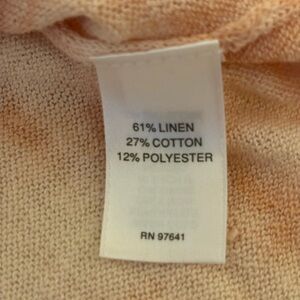 61% LINEN
27% COTTON
12% POLYESTER
RN 97641